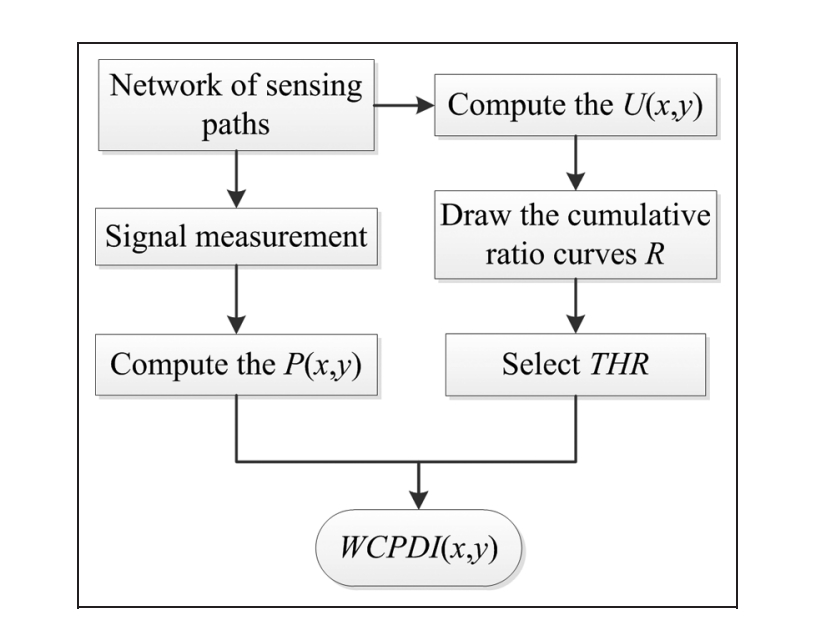 Network of sensing
paths
Compute the U(x,y)
Signal measurement
Draw the cumulative
ratio curves R
Compute the P(x,y)
Select THR
WCPDI(x,y)